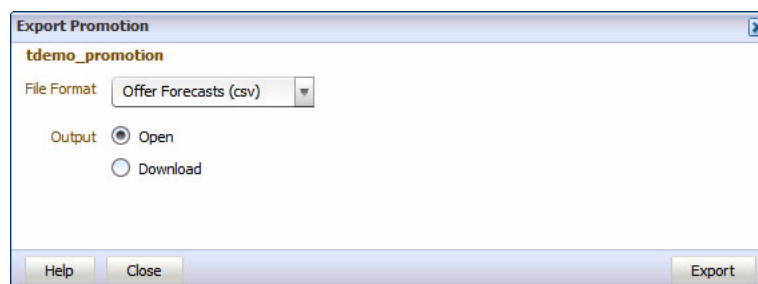 Export Promotion
tdemo_promotion
File Format Offer Forecasts (csv)
Output Open
Download
Help Close Export